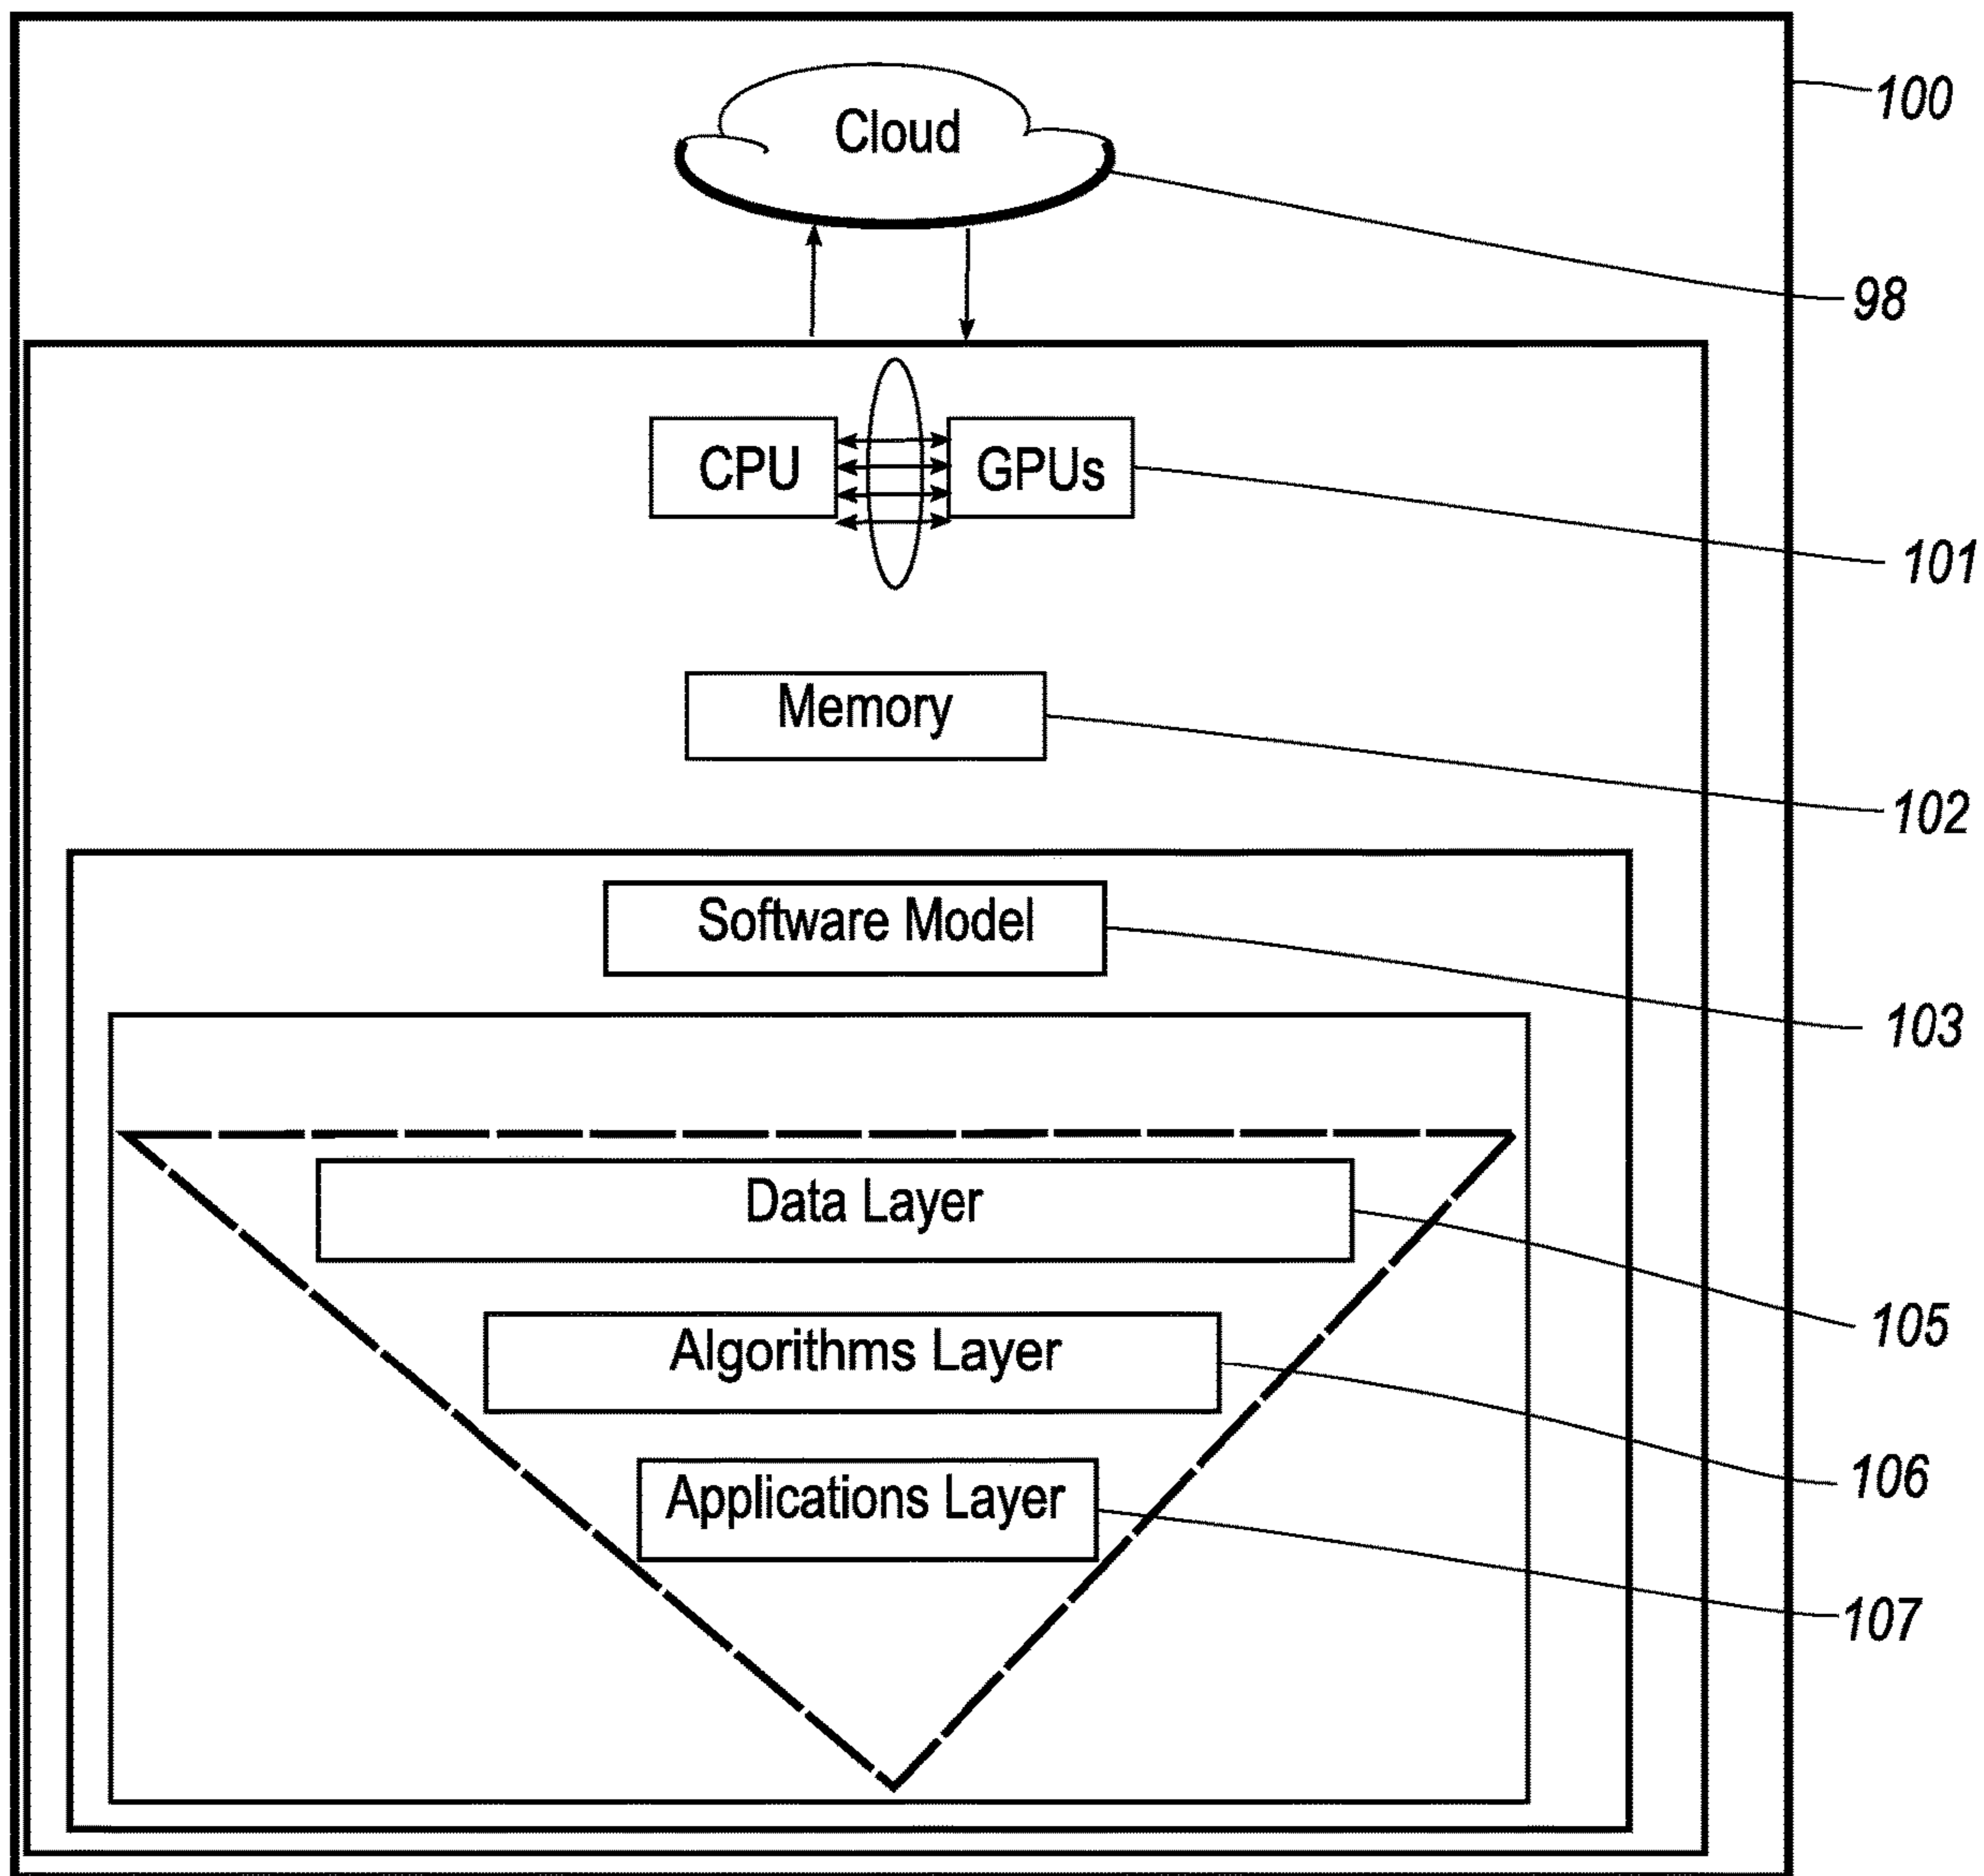 Cloud
100
98
CPU
GPUs
101
Memory
102
Software Model
103
Data Layer
105
Algorithms Layer
106
Applications Layer
107